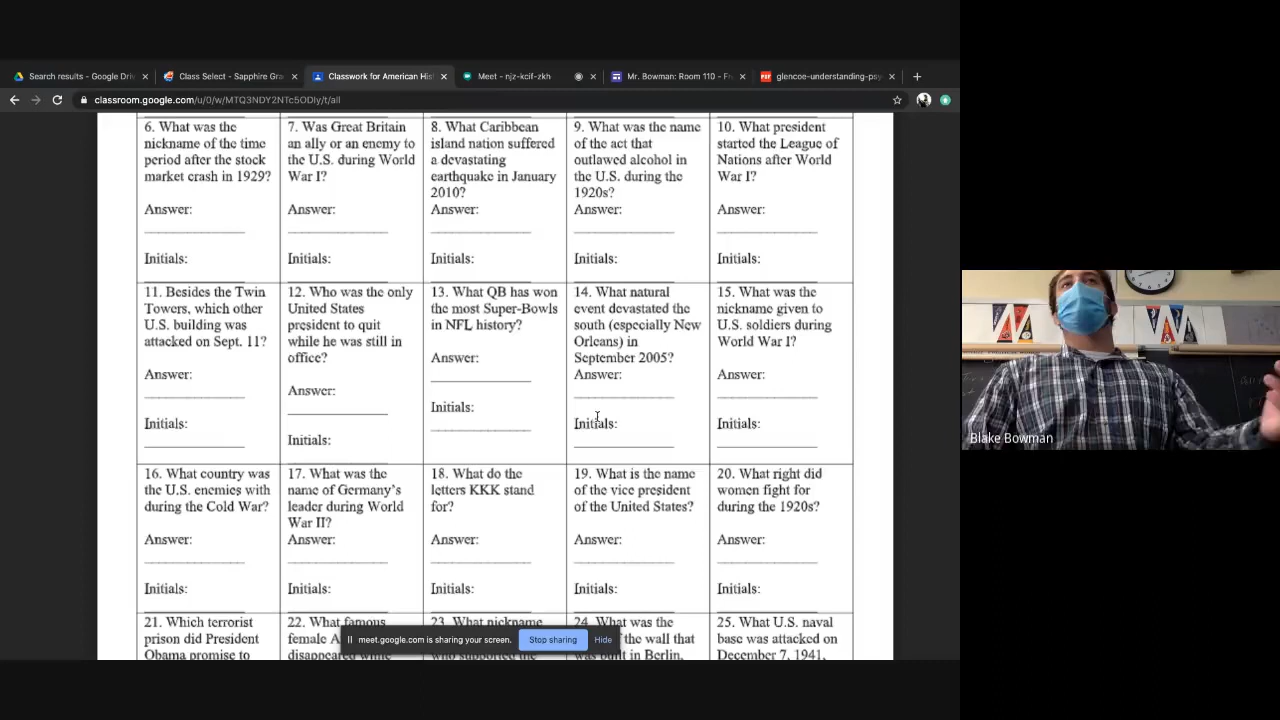 Search results - Google Driv
Class Select - Sapphire Gra
Classwork for American His
Meet - njz-kcif-zkh
Mr. Bowman: Room 110 - Fr
PDF
glencoe-understanding-psy
classroom.google.com/u/0/w/MTQ3NDY2NTc5ODIy/t/all
6. What was the
nickname of the time
period after the stock
market crash in 1929?
Answer:
Initials:
7. Was Great Britain
an ally or an enemy to
the U.S. during World
War I?
Answer:
Initials:
8. What Caribbean
island nation suffered
a devastating
earthquake in January
2010?
Answer:
Initials:
9. What was the name
of the act that
outlawed alcohol in
the U.S. during the
1920s?
Answer:
Initials:
10. What president
started the League of
Nations after World
War I?
Answer:
Initials:
11. Besides the Twin
Towers, which other
U.S. building was
attacked on Sept. 11?
Answer:
Initials:
12. Who was the only
United States
president to quit
while he was still in
office?
Answer:
Initials:
13. What QB has won
the most Super-Bowls
in NFL history?
Answer:
Initials:
14. What natural
event devastated the
south (especially New
Orleans) in
September 2005?
Answer:
Initials:
15. What was the
nickname given to
U.S. soldiers during
World War I?
Answer:
Initials:
16. What country was
the U.S. enemies with
during the Cold War?
Answer:
Initials:
17. What was the
name of Germany's
leader during World
War II?
Answer:
Initials:
18. What do the
letters KKK stand
for?
Answer:
Initials:
19. What is the name
of the vice president
of the United States?
Answer:
Initials:
20. What right did
women fight for
during the 1920s?
Answer:
Initials:
21. Which terrorist
prison did President
Obama promise to
22. What famous
female A
disappeared while
23. What nickname
who supported the
24. What was the
of the wall that
was built in Berlin,
25. What U.S. naval
base was attacked on
December 7, 1941,
meet.google.com is sharing your screen.
Stop sharing
Hide
Blake Bowman